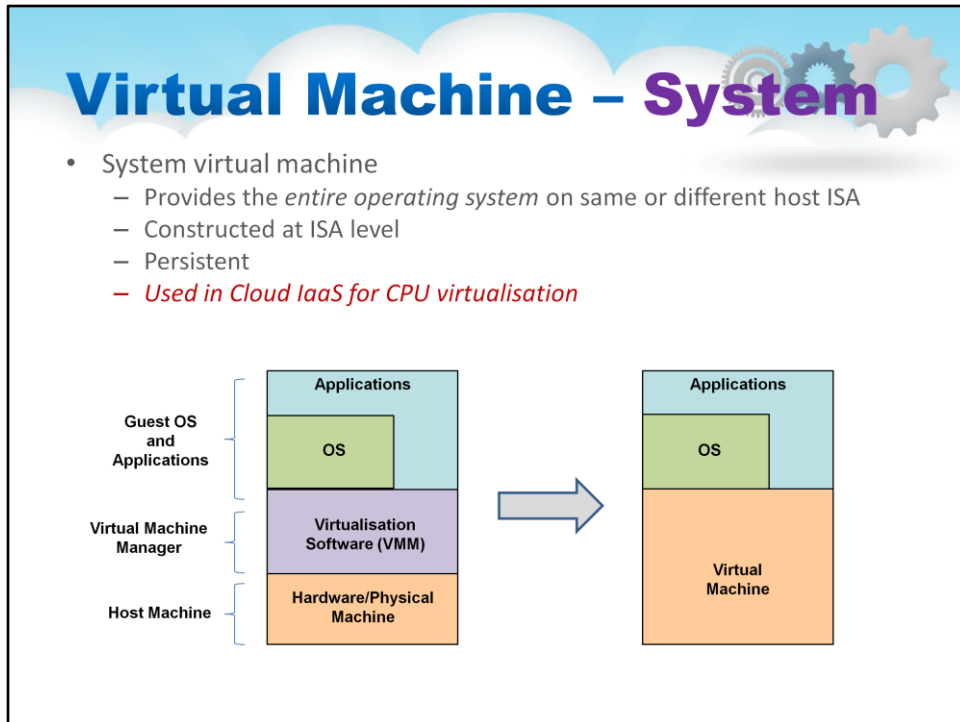 Virtual Machine – System
• System virtual machine
– Provides the entire operating system on same or different host ISA
– Constructed at ISA level
– Persistent
– Used in Cloud IaaS for CPU virtualisation
Guest OS
and
Applications
Virtual Machine
Manager
Host Machine
Applications
OS
Virtualisation
Software (VMM)
Hardware/Physical
Machine
Applications
OS
Virtual
Machine